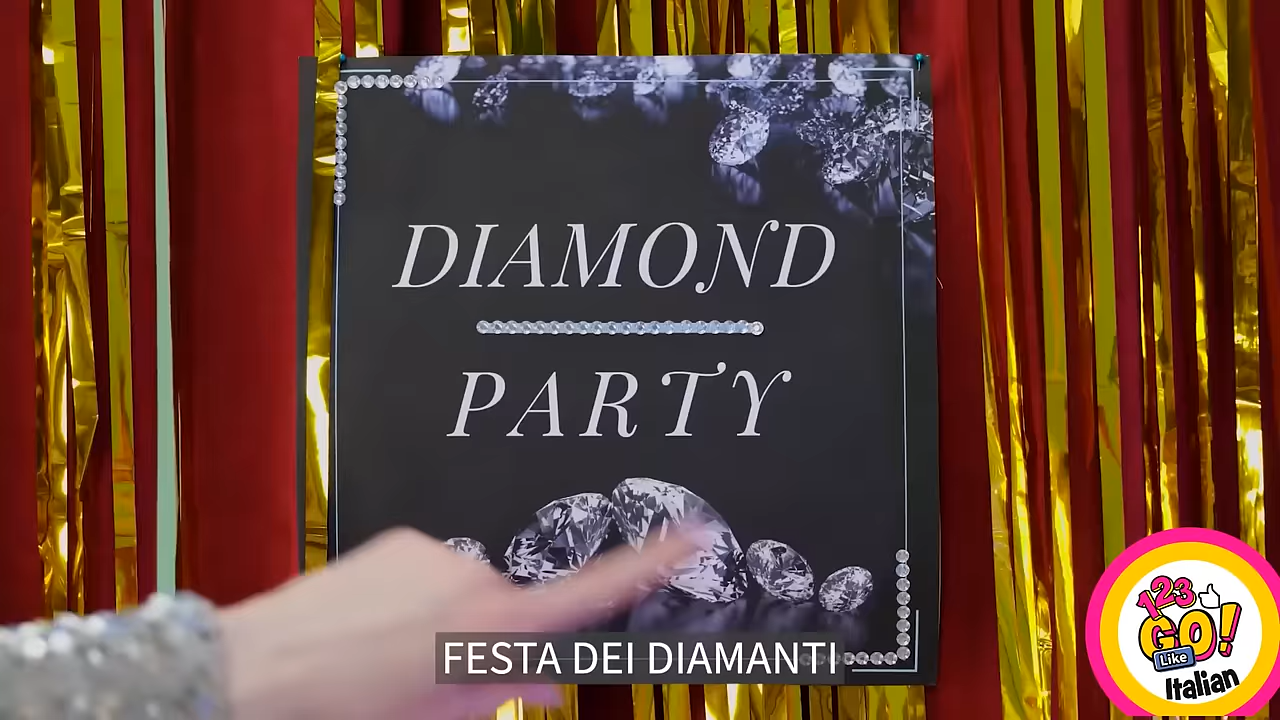 DIAMOND
PARTY
FESTA DEI DIAMANTI
123
GO!
Like
Italian